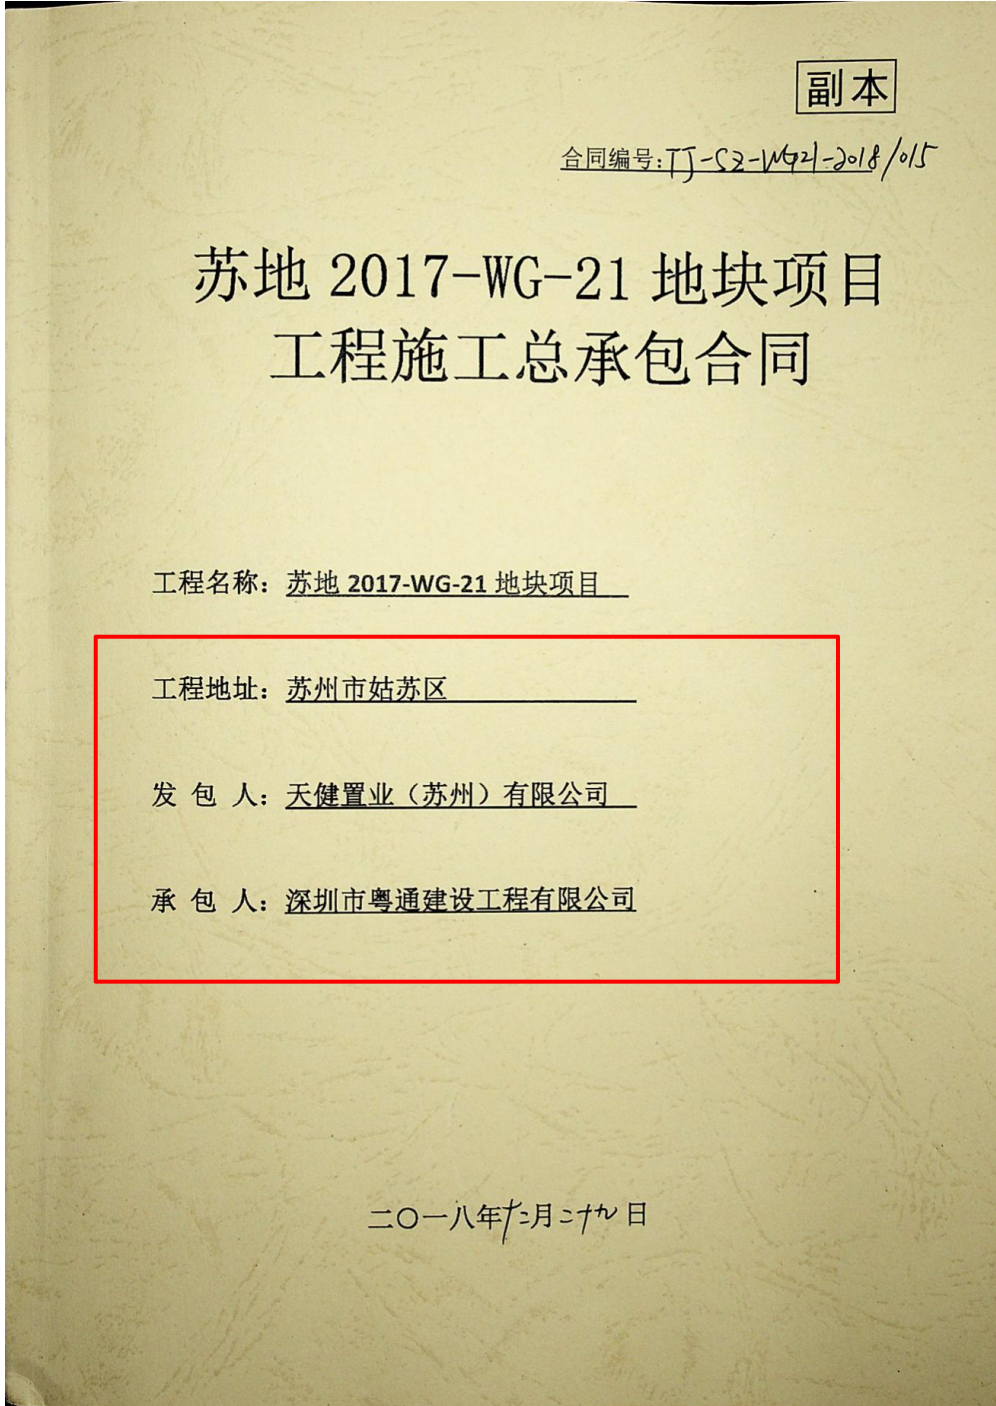 副本
合同编号:TJ-SZ-WG21-2018/015
苏地 2017-WG-21 地块项目
工程施工总承包合同
工程名称：苏地 2017-WG-21 地块项目
工程地址：苏州市姑苏区
发 包 人：天健置业（苏州）有限公司
承 包 人：深圳市粤通建设工程有限公司
二〇一八年十二月二十九日